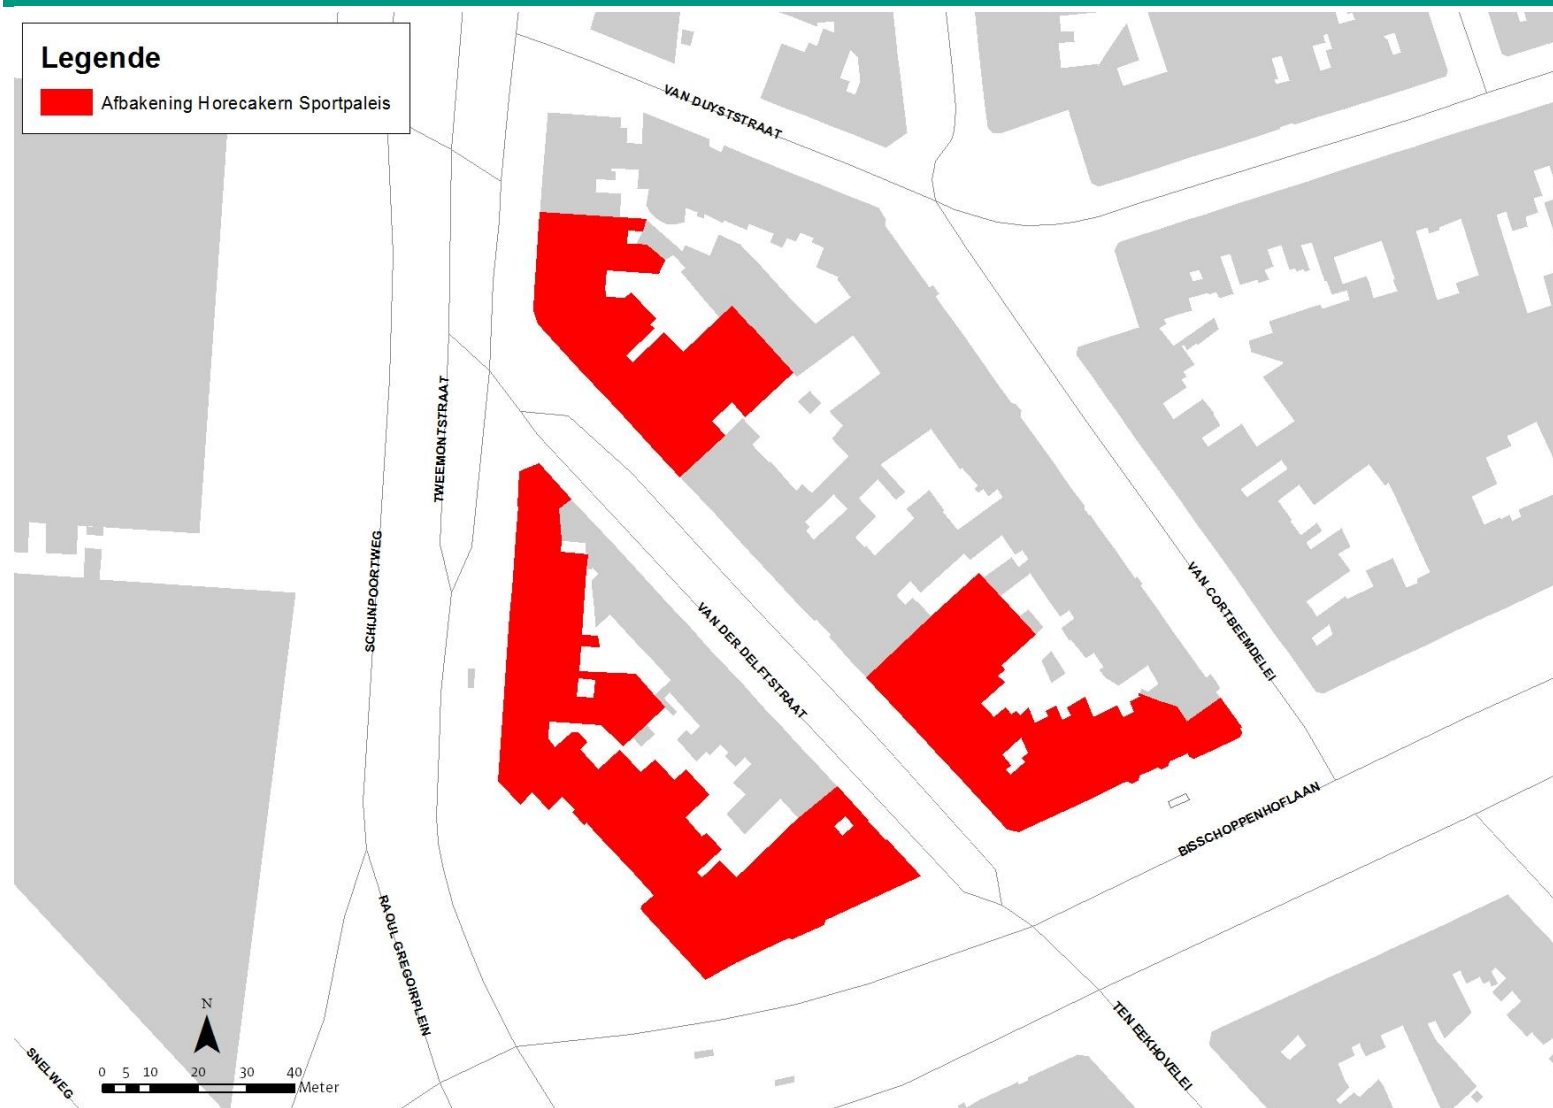 Legende
Afbakening Horecakern Sportpaleis
VAN DUYSTSTRAAT
TWEEMONTSTRAAT
SCHIJNPOORTWEG
VAN DER DELFTSTRAAT
VAN CORTBEEMDELEI
BISSCHOPPENHOFLAAN
RAOUL GREGOIRPLEIN
TEN EEKHOVELEI
SNELWEG
N
0 5 10 20 30 40
Meter